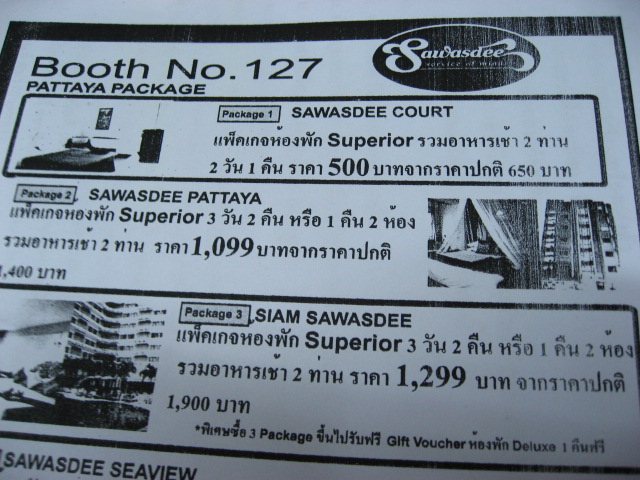 Sawasdee
service of mind
Booth No. 127
PATTAYA PACKAGE
Package 1 SAWASDEE COURT
แพ็คเกจห้องพัก Superior รวมอาหารเช้า 2 ท่าน
2 วัน 1 คืน ราคา 500 บาทจากราคาปกติ 650 บาท
Package 2 SAWASDEE PATTAYA
แพ็คเกจห้องพัก Superior 3 วัน 2 คืน หรือ 1 คืน 2 ห้อง
รวมอาหารเช้า 2 ท่าน ราคา 1,099 บาทจากราคาปกติ
1,400 บาท
Package 3 SIAM SAWASDEE
แพ็คเกจห้องพัก Superior 3 วัน 2 คืน หรือ 1 คืน 2 ห้อง
รวมอาหารเช้า 2 ท่าน ราคา 1,299 บาท จากราคาปกติ
1,900 บาท
*พิเศษซื้อ 3 Package ขึ้นไปรับฟรี Gift Voucher ห้องพัก Deluxe 1 คืนฟรี
SAWASDEE SEAVIEW